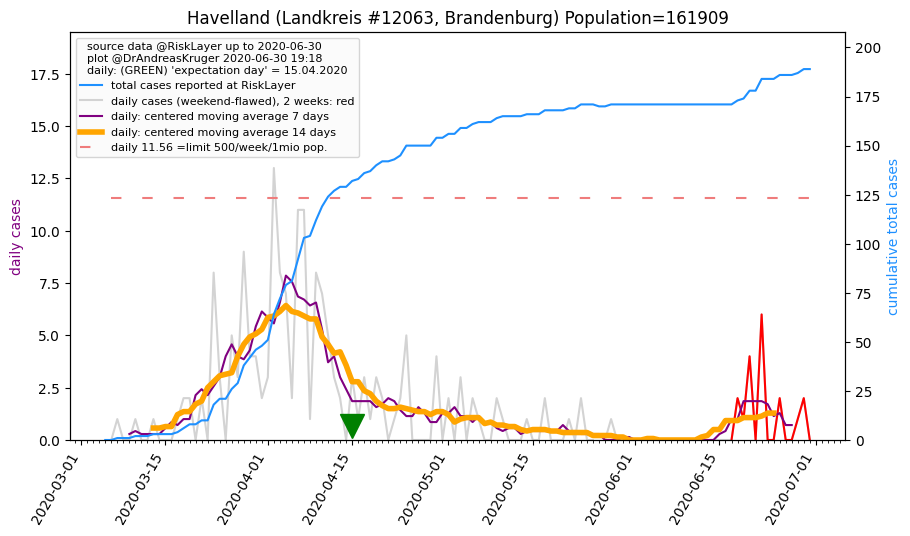 Havelland (Landkreis #12063, Brandenburg) Population=161909
source data @RiskLayer up to 2020-06-30
plot @DrAndreasKruger 2020-06-30 19:18
daily: (GREEN) 'expectation day' = 15.04.2020
total cases reported at RiskLayer
daily cases (weekend-flawed), 2 weeks: red
daily: centered moving average 7 days
daily: centered moving average 14 days
daily 11.56 =limit 500/week/1mio pop.
daily cases
17.5
15.0
12.5
10.0
7.5
5.0
2.5
0.0
cumulative total cases
200
175
150
125
100
75
50
25
0
2020-03-01
2020-03-15
2020-04-01
2020-04-15
2020-05-01
2020-05-15
2020-06-01
2020-06-15
2020-07-01